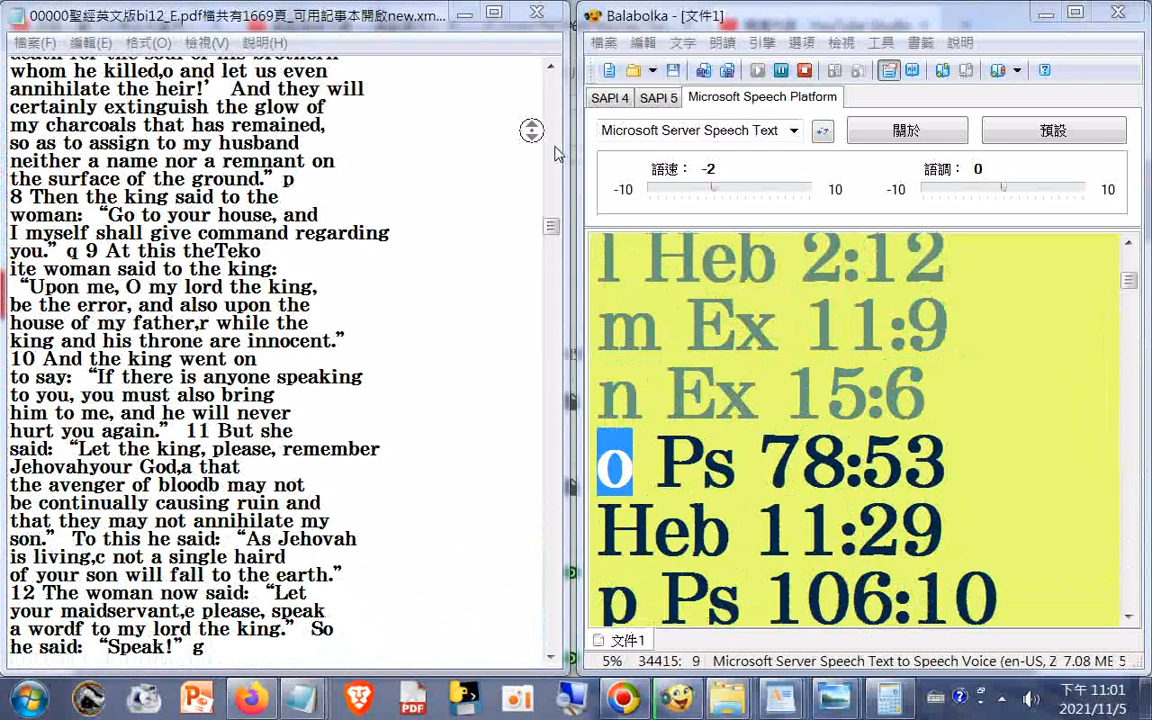 00000聖經英文版bi12_E.pdf檔共有1669頁_可用記事本開啟new.xm...
檔案(F) 編輯(E) 格式(O) 檢視(V) 說明(H)
whom he killed,o and let us even
annihilate the heir!’ And they will
certainly extinguish the glow of
my charcoals that has remained,
so as to assign to my husband
neither a name nor a remnant on
the surface of the ground.” p
8 Then the king said to the
woman: “Go to your house, and
I myself shall give command regarding
you.” q 9 At this theTeko
ite woman said to the king:
“Upon me, O my lord the king,
be the error, and also upon the
house of my father,r while the
king and his throne are innocent.”
10 And the king went on
to say: “If there is anyone speaking
to you, you must also bring
him to me, and he will never
hurt you again.” 11 But she
said: “Let the king, please, remember
Jehovahyour God,a that
the avenger of bloodb may not
be continually causing ruin and
that they may not annihilate my
son.” To this he said: “As Jehovah
is living,c not a single haird
of your son will fall to the earth.”
12 The woman now said: “Let
your maidservant,e please, speak
a wordf to my lord the king.” So
he said: “Speak!” g
Balabolka - [文件1]
檔案 編輯 文字 朗讀 引擎 選項 檢視 工具 書籤 說明
SAPI 4 SAPI 5 Microsoft Speech Platform
Microsoft Server Speech Text 關於 預設
語速： -2 語調： 0
-10 10 -10 10
l Heb 2:12
m Ex 11:9
n Ex 15:6
o Ps 78:53
Heb 11:29
p Ps 106:10
文件1
5% 34415: 9 Microsoft Server Speech Text to Speech Voice (en-US, Z 7.08 MB 5
下午 11:01
2021/11/5